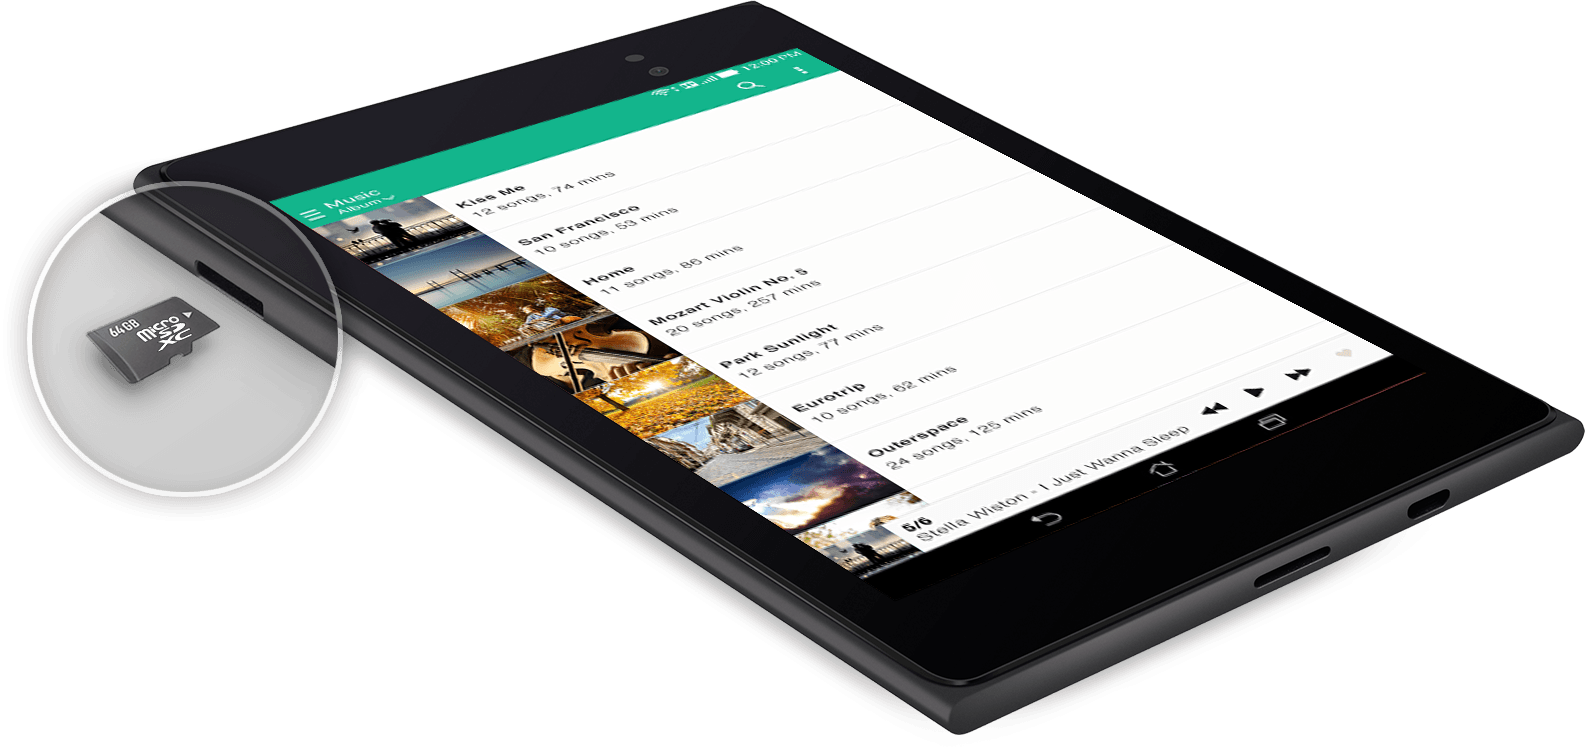 12:00 PM
Music
Album
Kiss Me
12 songs, 74 mins
San Francisco
10 songs, 53 mins
Home
11 songs, 86 mins
Mozart Violin No. 5
20 songs, 257 mins
Park Sunlight
12 songs, 77 mins
Eurotrip
10 songs, 62 mins
Outerspace
24 songs, 125 mins
5/6
Stella Wiston - I Just Wanna Sleep
64GB
micro
SD
XC